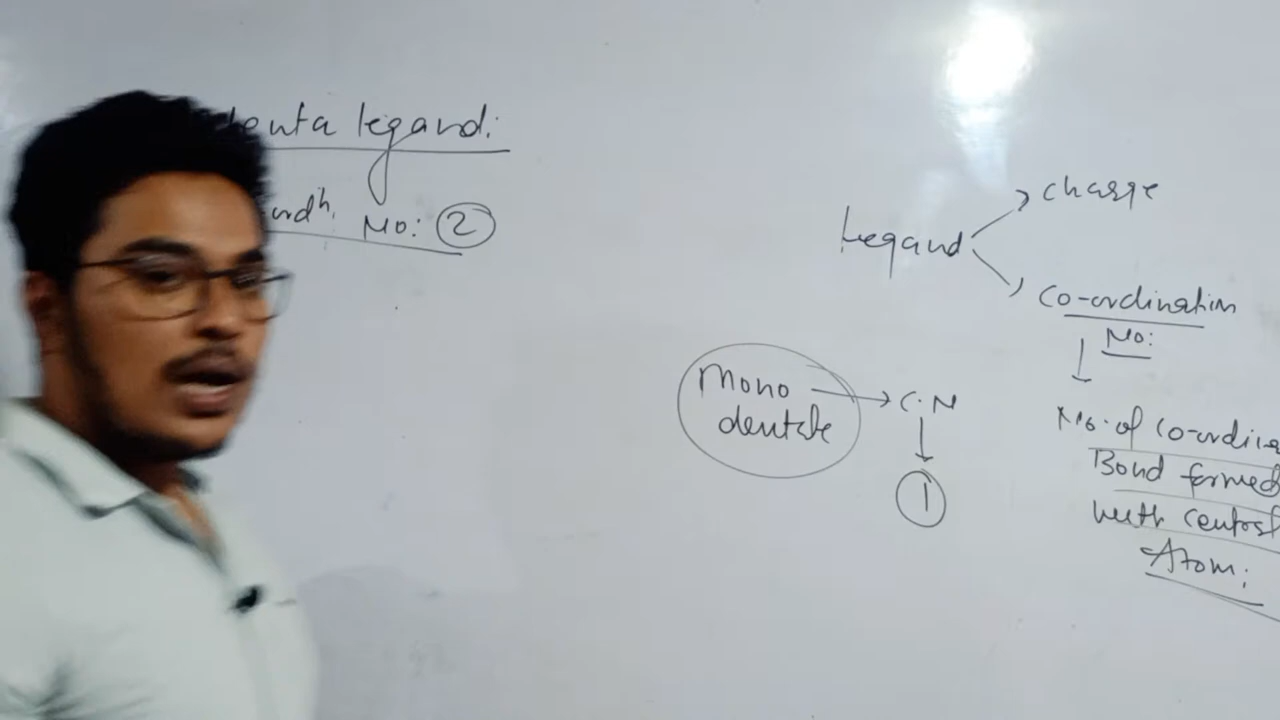 denta legand:
No: 2
Legand
charge
Co-ordination
No:
Mono
dentate
C.N
1
No. of Co-ordina
Bond formed
with Central
Atom: